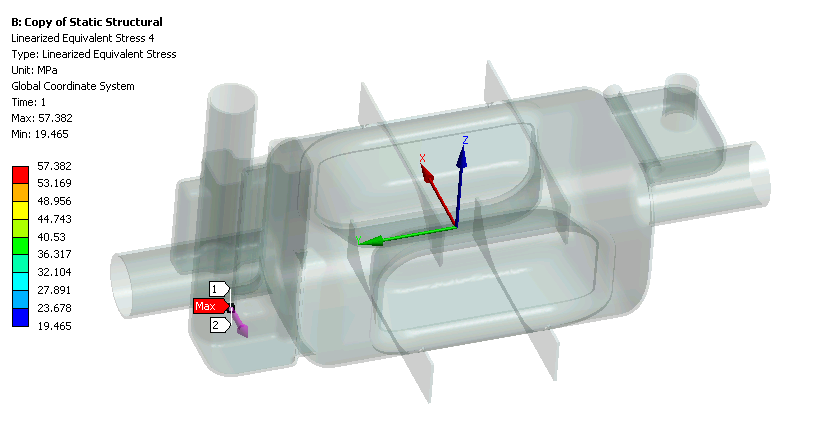 B: Copy of Static Structural
Linearized Equivalent Stress 4
Type: Linearized Equivalent Stress
Unit: MPa
Global Coordinate System
Time: 1
Max: 57.382
Min: 19.465
57.382
53.169
48.956
44.743
40.53
36.317
32.104
27.891
23.678
19.465
Z
X
1
Max
2